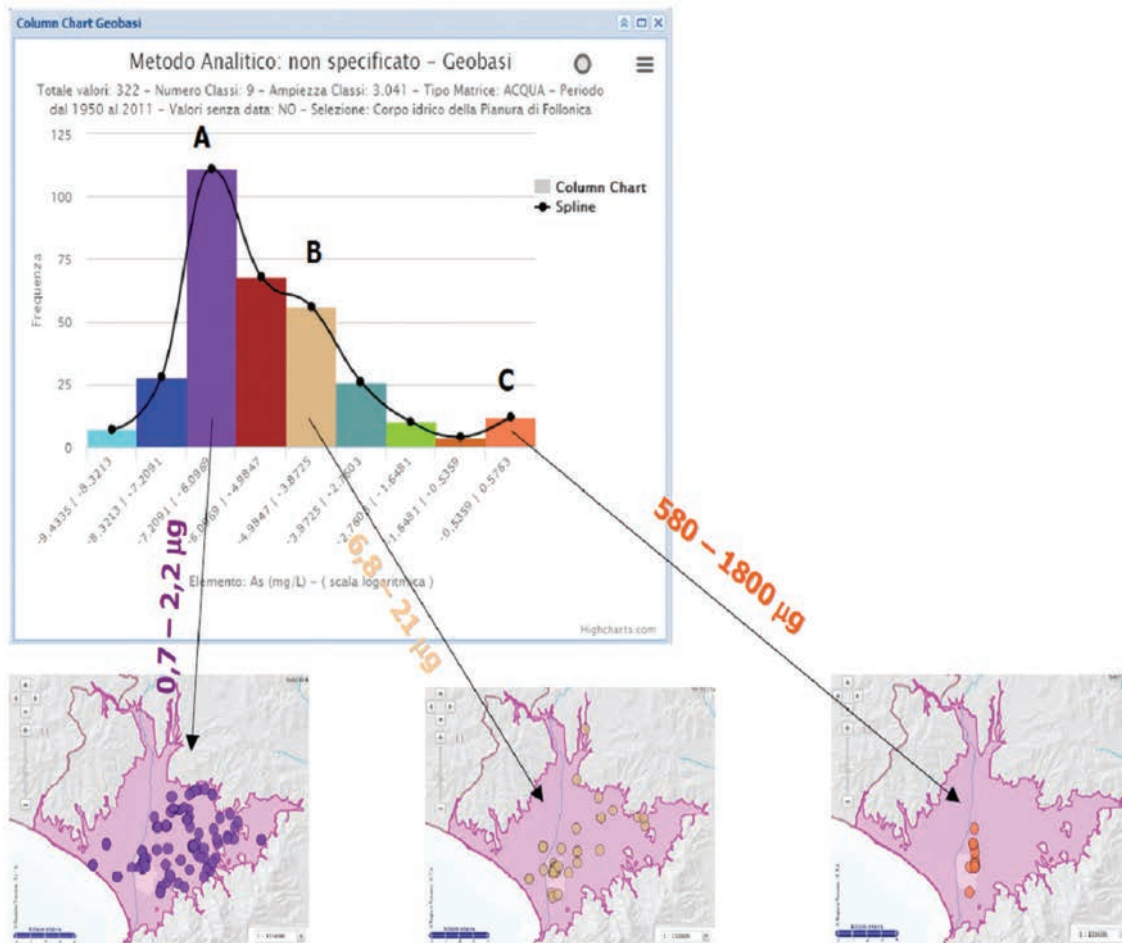 Column Chart Geobasi
Metodo Analitico: non specificato - Geobasi
Totale valori: 322 - Numero Classi: 9 - Ampiezza Classi: 3.041 - Tipo Matrice: ACQUA - Periodo
dal 1950 al 2011 - Valori senza data: NO - Selezione: Corpo idrico della Pianura di Follonica
125
100
75
50
25
0
Frequenza
A
B
C
Column Chart
Spline
-9.4335 | -8.3213
-8.3213 | -7.2091
-7.2091 | -6.0969
-6.0969 | -4.9847
-4.9847 | -3.8725
-3.8725 | -2.7603
-2.7603 | -1.6481
-1.6481 | -0.5359
-0.5359 | 0.5763
Elemento: As (mg/L) - ( scala logaritmica )
Highcharts.com
0,7 – 2,2 µg
6,8 – 21 µg
580 – 1800 µg